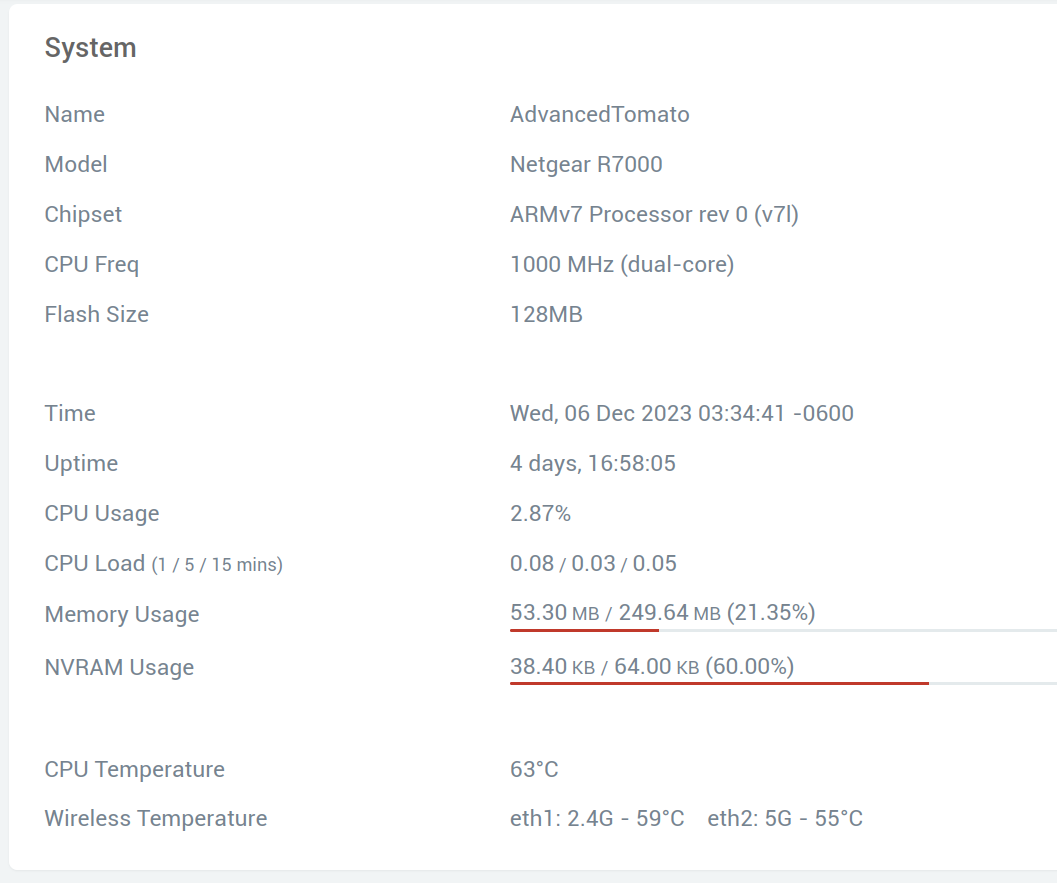 System
Name AdvancedTomato
Model Netgear R7000
Chipset ARMv7 Processor rev 0 (v7l)
CPU Freq 1000 MHz (dual-core)
Flash Size 128MB
Time Wed, 06 Dec 2023 03:34:41 -0600
Uptime 4 days, 16:58:05
CPU Usage 2.87%
CPU Load (1 / 5 / 15 mins) 0.08 / 0.03 / 0.05
Memory Usage 53.30 MB / 249.64 MB (21.35%)
NVRAM Usage 38.40 KB / 64.00 KB (60.00%)
CPU Temperature 63°C
Wireless Temperature eth1: 2.4G - 59°C eth2: 5G - 55°C